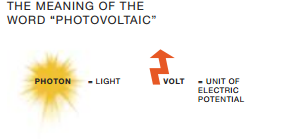 THE MEANING OF THE
WORD “PHOTOVOLTAIC”
PHOTON = LIGHT
VOLT = UNIT OF
ELECTRIC
POTENTIAL